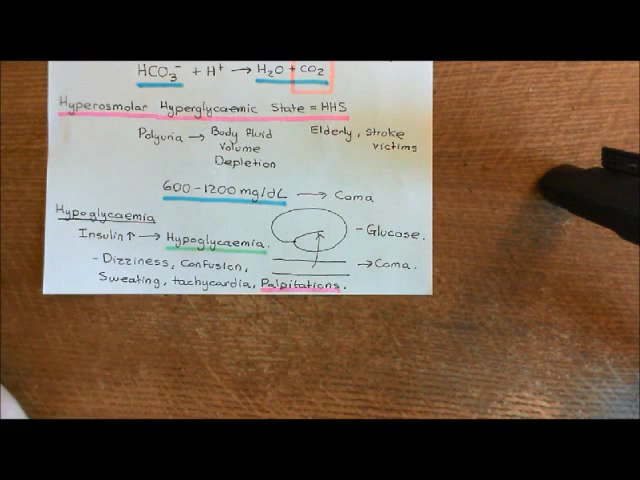 HCO₃⁻ + H⁺ → H₂O + CO₂
Hyperosmolar Hyperglycaemic State = HHS
Polyuria → Body fluid
Volume
Depletion
Elderly, stroke
victims
600-1200 mg/dL → Coma
Hypoglycaemia
Insulin↑ → Hypoglycaemia.
- Glucose.
→ Coma.
- Dizziness, confusion,
Sweating, tachycardia, Palpitations.